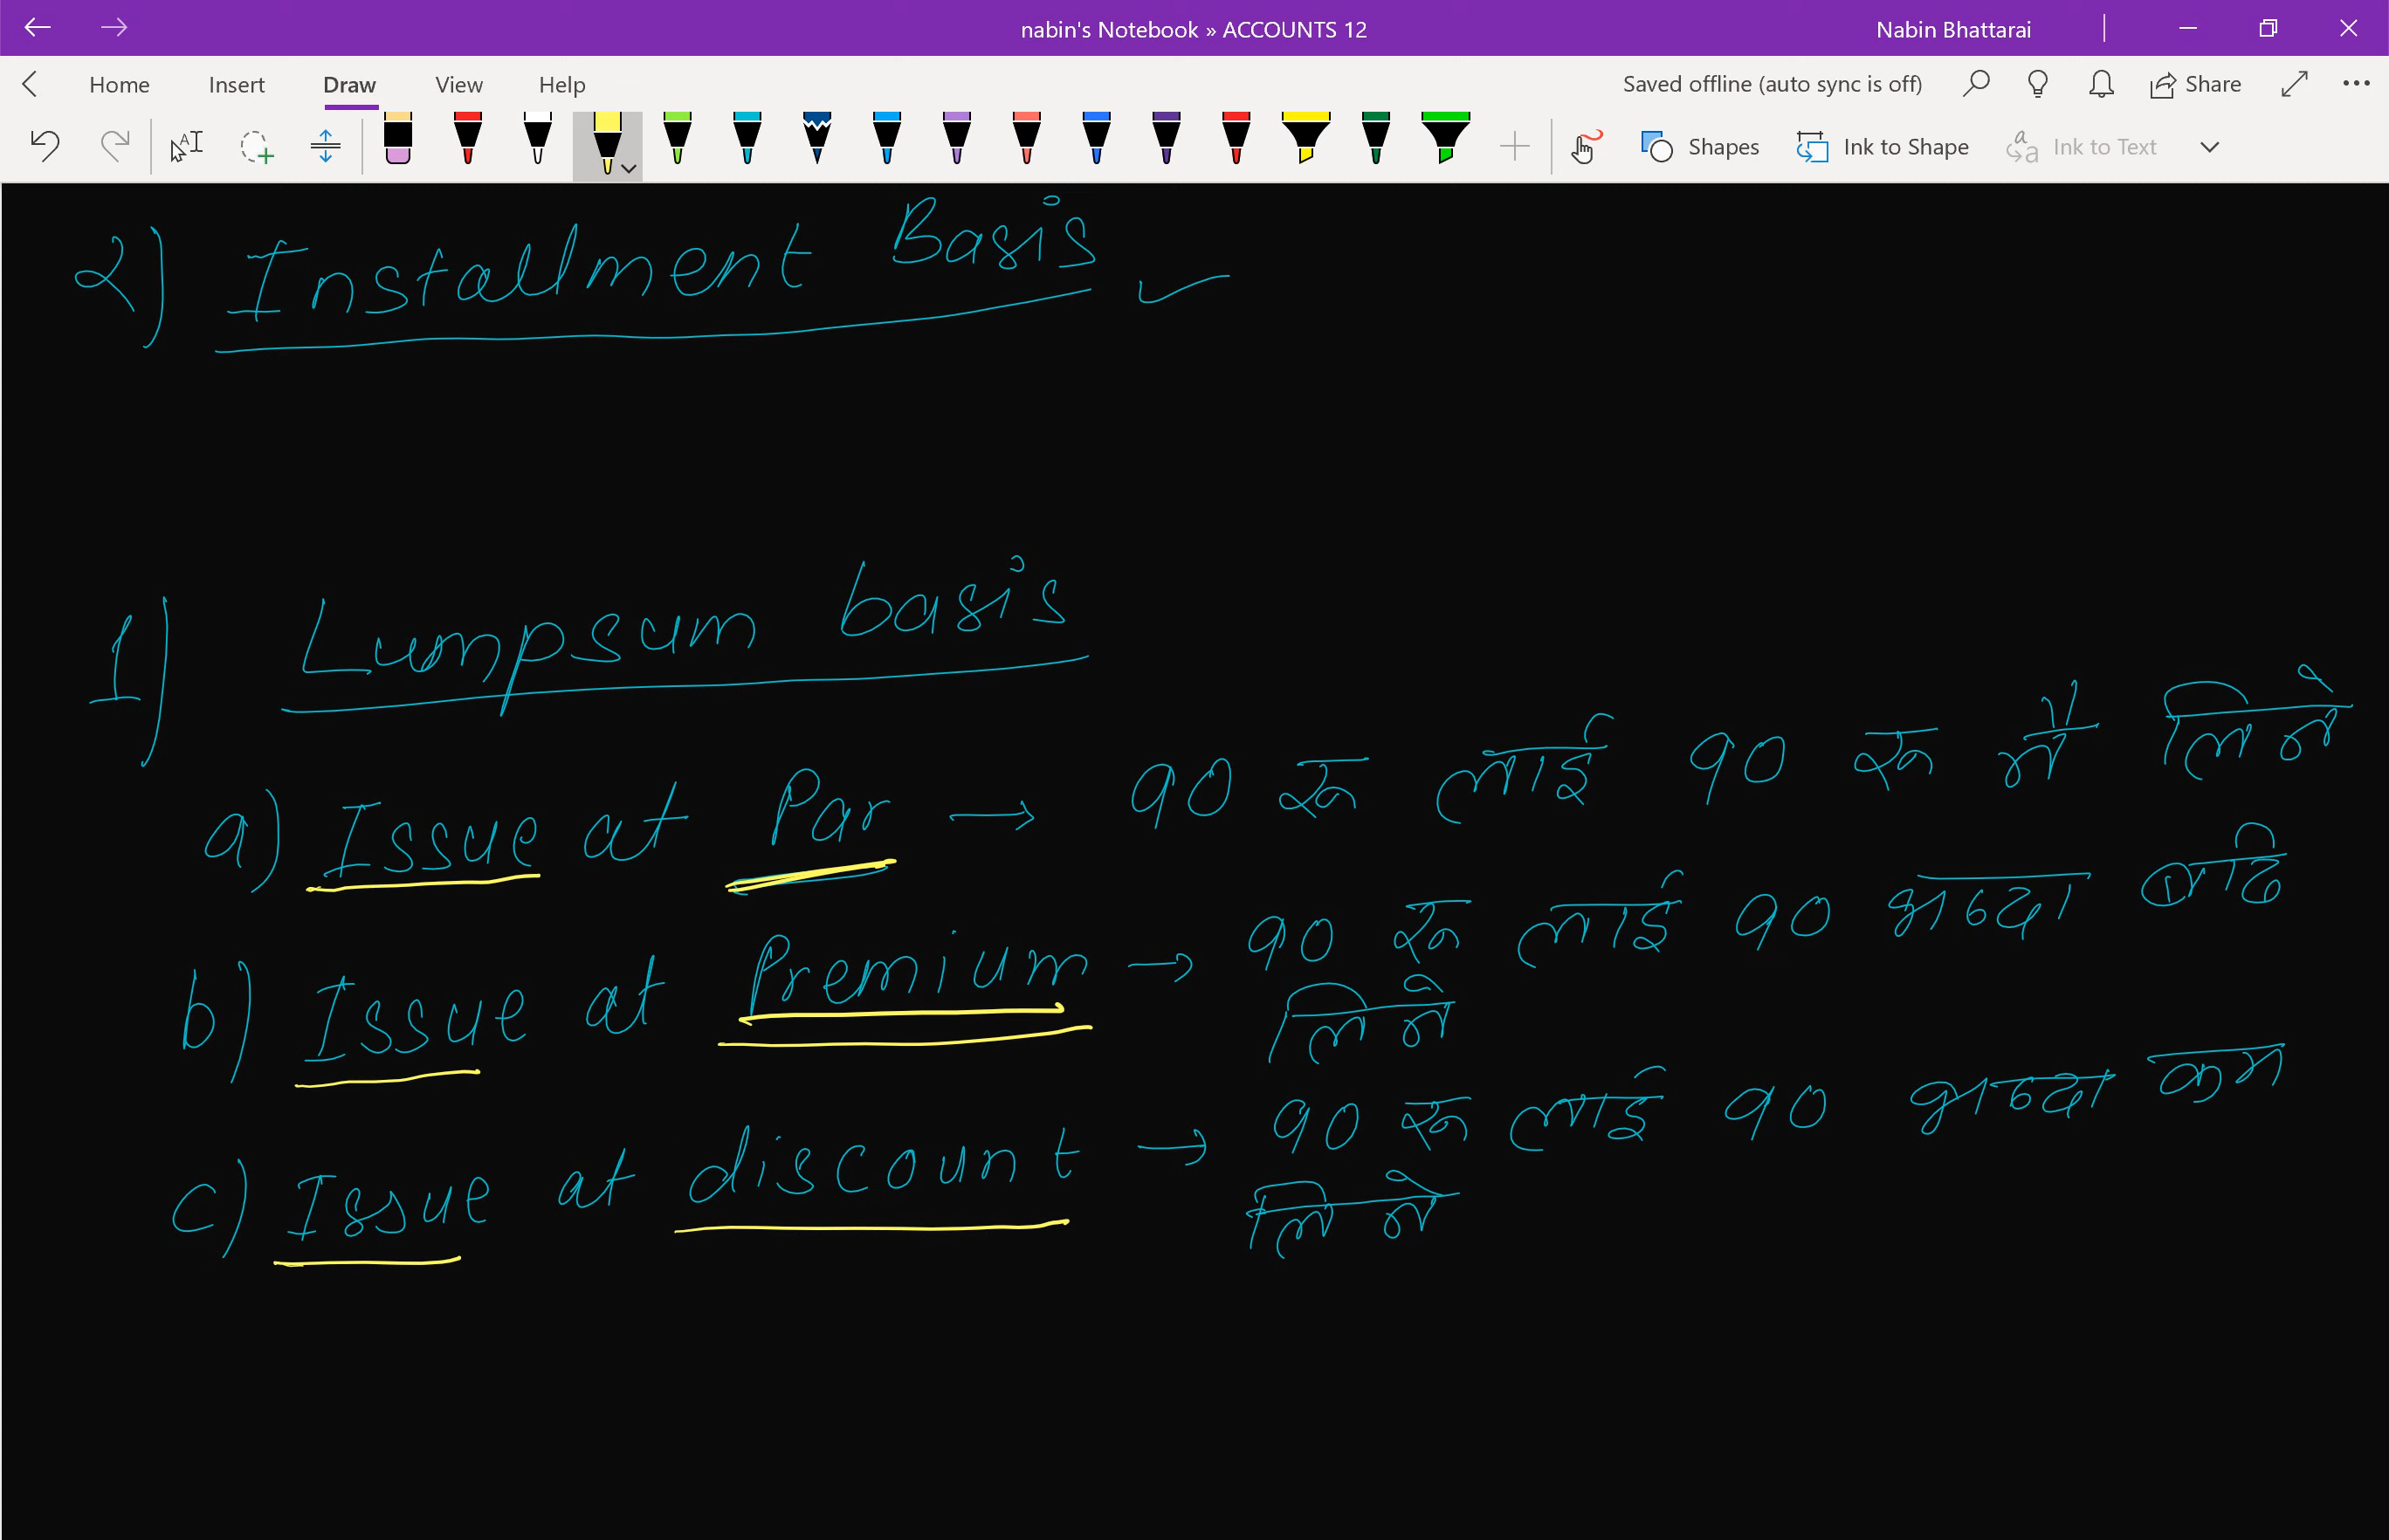 nabin's Notebook » ACCOUNTS 12 Nabin Bhattarai
Home Insert Draw View Help Saved offline (auto sync is off) Share
Shapes Ink to Shape Ink to Text
2) Installment Basis
1) Lumpsum basis
a) Issue at Par → १० रू लाई १० रू नै लिने
b) Issue at Premium → १० रू लाई १० भन्दा बढि
लिने
c) Issue at discount → १० रू लाई १० भन्दा कम
लिने